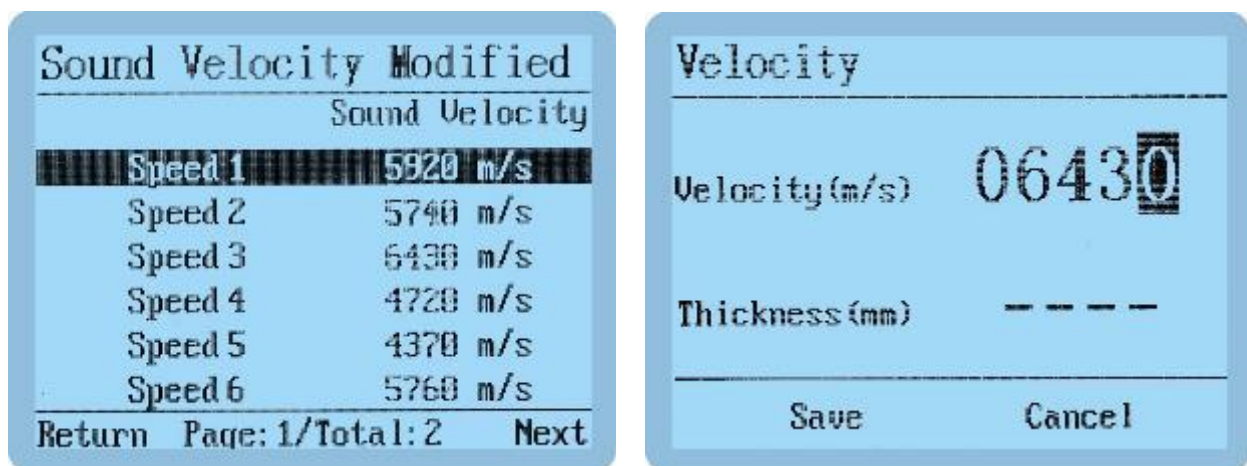 Sound Velocity Modified
Sound Velocity
Speed 1 5920 m/s
Speed 2 5740 m/s
Speed 3 6430 m/s
Speed 4 4720 m/s
Speed 5 4370 m/s
Speed 6 5760 m/s
Return Page: 1/Total: 2 Next
Velocity
Velocity(m/s) 06430
Thickness(mm) ----
Save Cancel